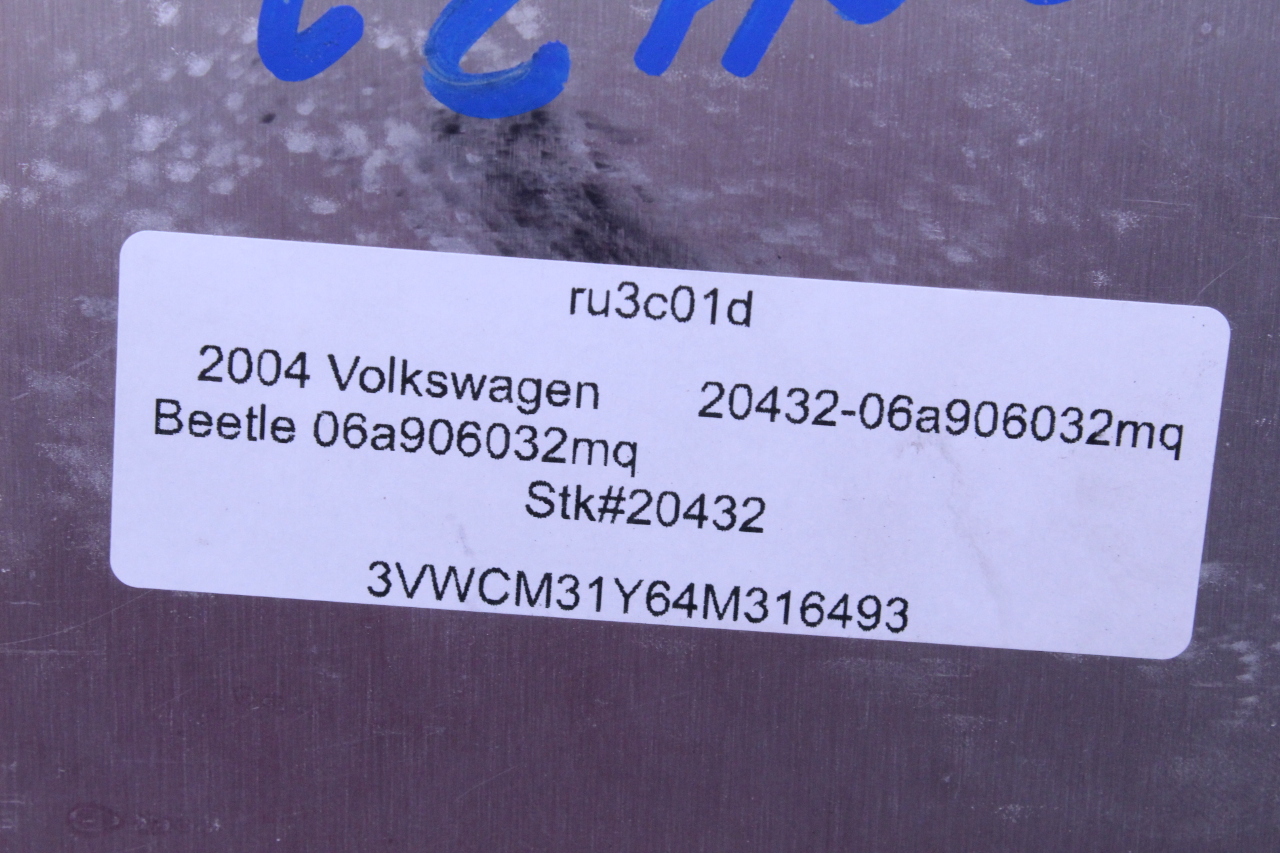 ru3c01d
2004 Volkswagen 20432-06a906032mq
Beetle 06a906032mq
Stk#20432
3VWCM31Y64M316493